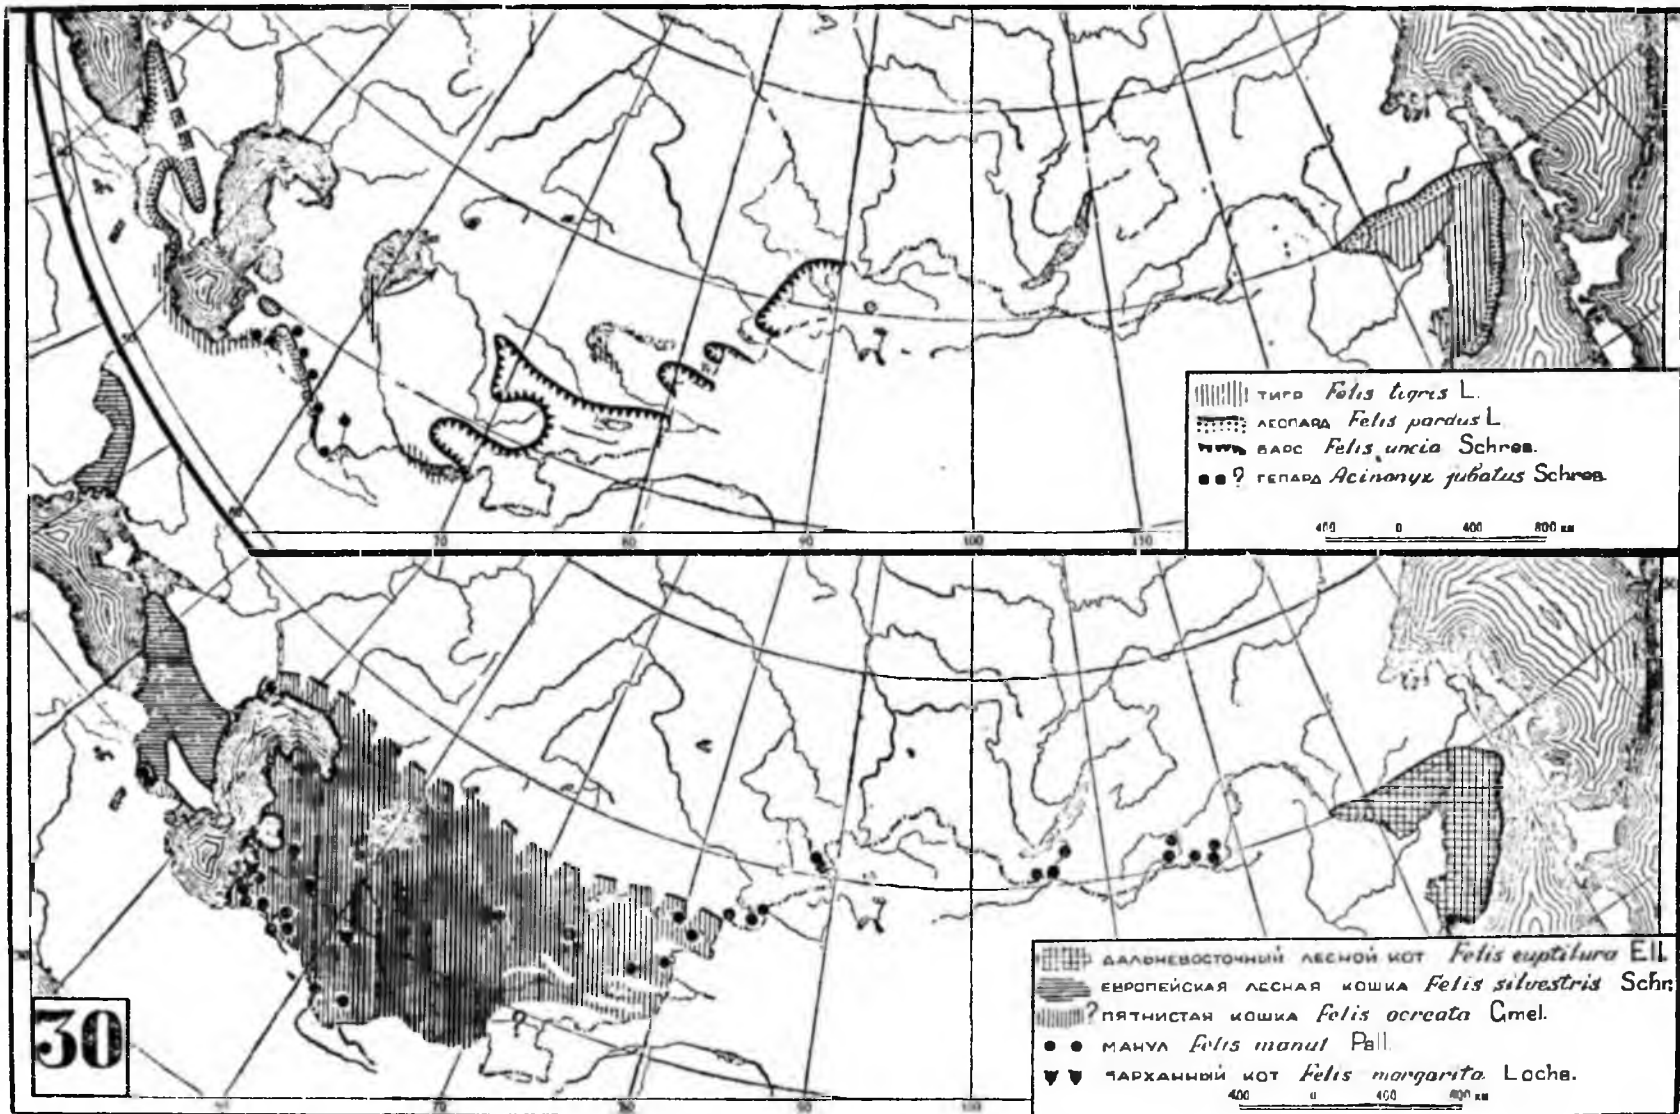 ТИГР Felis tigris L.
ЛЕОПАРД Felis pardus L
БАРС Felis uncia Schreb.
? ГЕПАРД Acinonyx jubatus Schreb
400 0 400 800 км
70 80 90 100 110
ДАЛЬНЕВОСТОЧНЫЙ ЛЕСНОЙ КОТ Felis euptilura Ell.
ЕВРОПЕЙСКАЯ ЛЕСНАЯ КОШКА Felis silvestris Schr.
? ПЯТНИСТАЯ КОШКА Felis ocreata Gmel.
МАНУЛ Felis manul Pall.
БАРХАННЫЙ КОТ Felis margarita Loche.
400 0 400 800 км
?
30